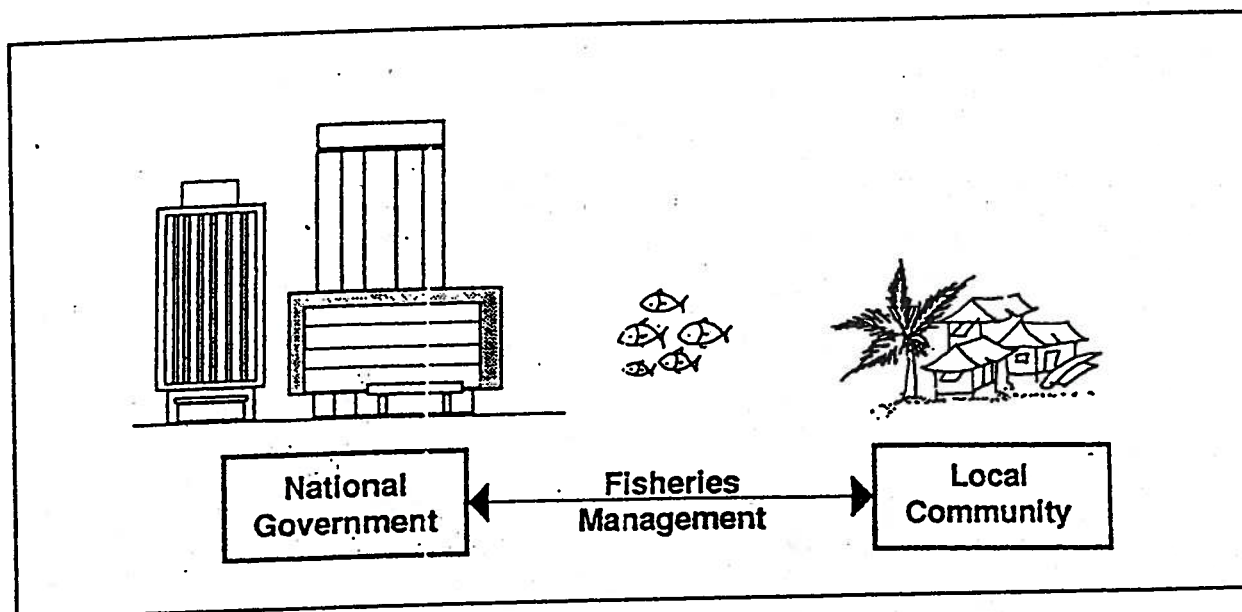 National
Government
Fisheries
Management
Local
Community